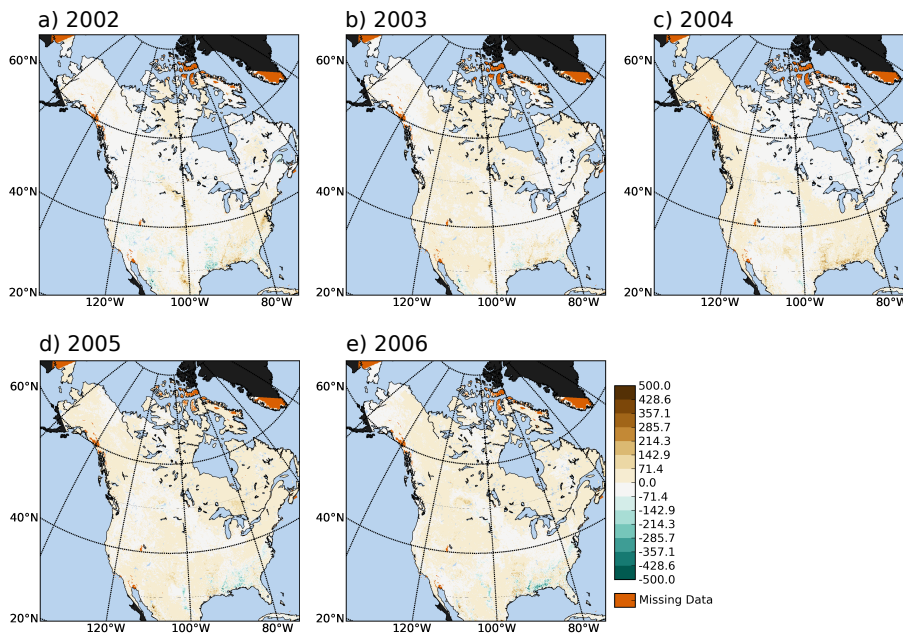 a) 2002
b) 2003
c) 2004
60°N
60°N
60°N
40°N
40°N
40°N
20°N
20°N
20°N
120°W
100°W
80°W
120°W
100°W
80°W
120°W
100°W
80°W
d) 2005
e) 2006
60°N
60°N
40°N
40°N
20°N
20°N
120°W
100°W
80°W
120°W
100°W
80°W
500.0
428.6
357.1
285.7
214.3
142.9
71.4
0.0
-71.4
-142.9
-214.3
-285.7
-357.1
-428.6
-500.0
Missing Data